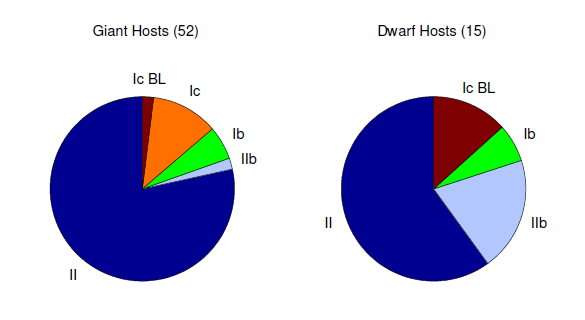 Giant Hosts (52)
Ic BL
Ic
Ib
IIb
II
Dwarf Hosts (15)
Ic BL
Ib
IIb
II